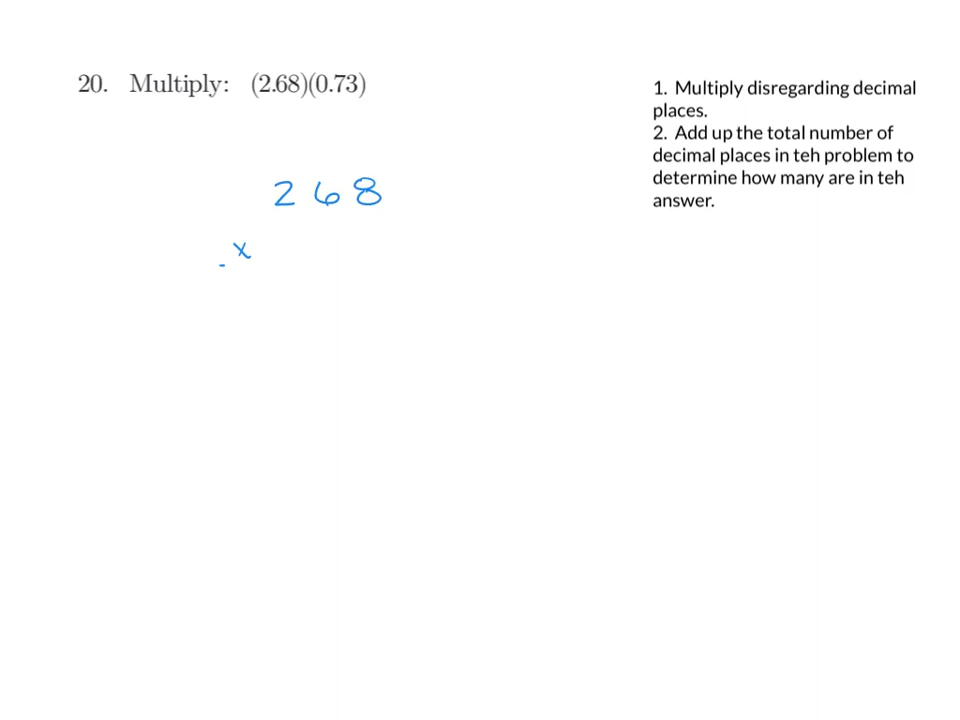 20. Multiply: (2.68)(0.73)
1. Multiply disregarding decimal
places.
2. Add up the total number of
decimal places in teh problem to
determine how many are in teh
answer.
2 6 8
x